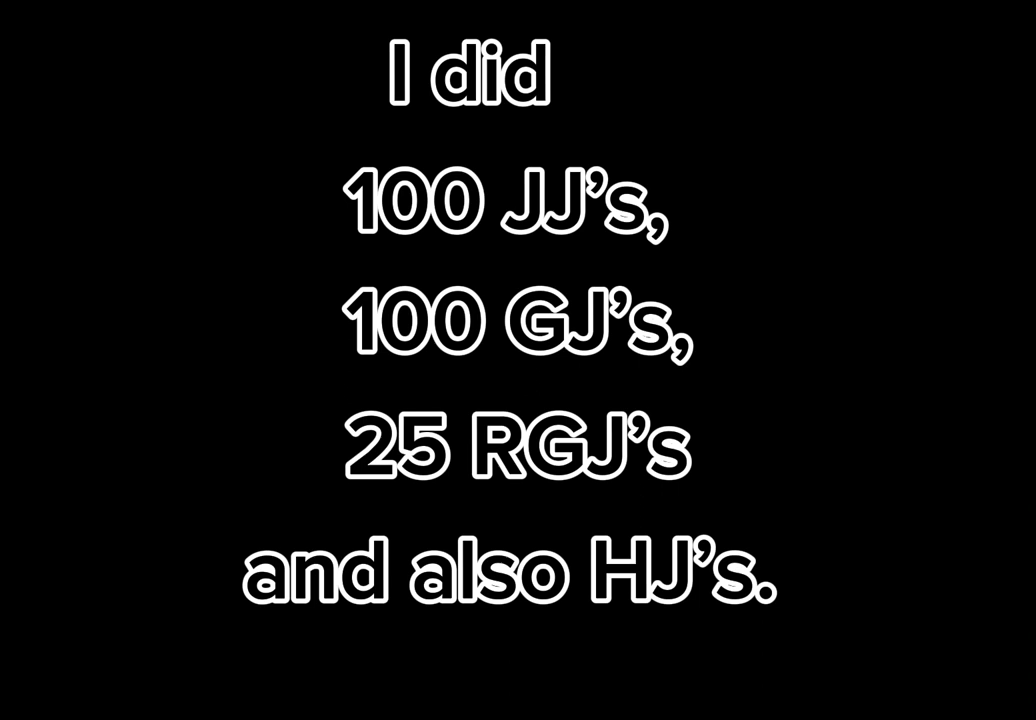 I did
100 JJ’s,
100 GJ’s,
25 RGJ’s
and also HJ’s.